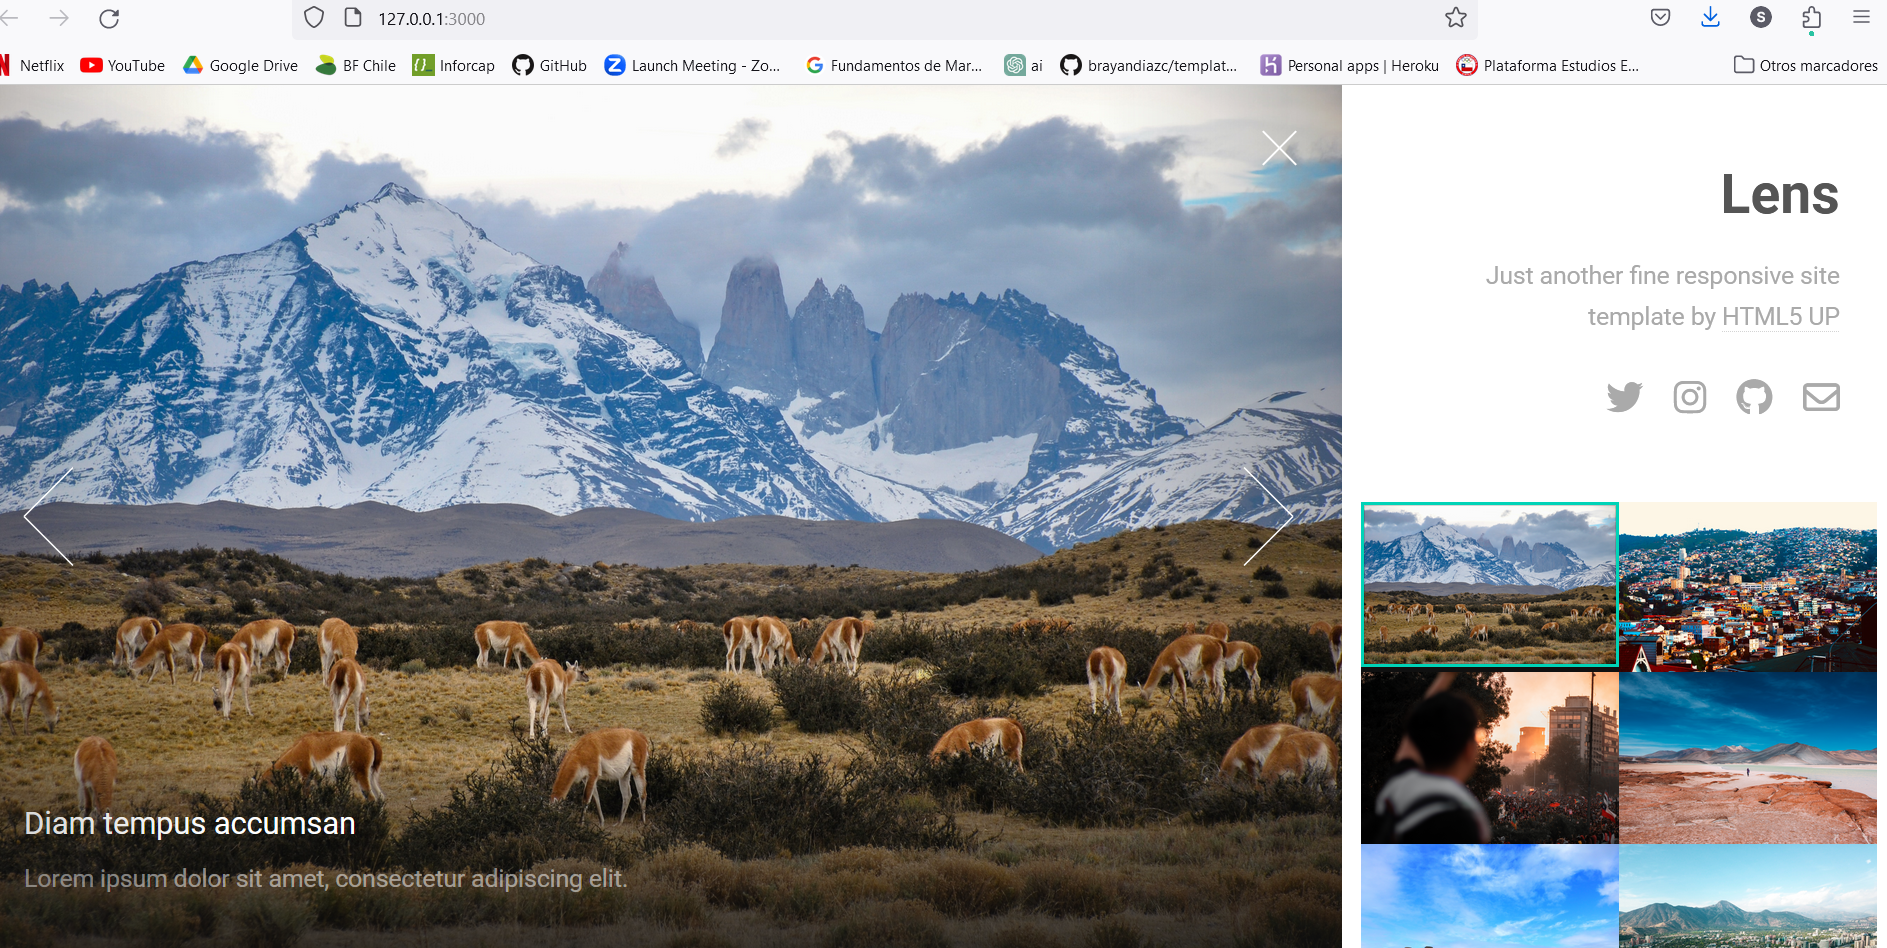 127.0.0.1:3000
S
N Netflix YouTube Google Drive BF Chile Inforcap GitHub Launch Meeting - Zo... Fundamentos de Mar... ai brayandiazc/templat... Personal apps | Heroku Plataforma Estudios E... Otros marcadores
Lens
Just another fine responsive site
template by HTML5 UP
Diam tempus accumsan
Lorem ipsum dolor sit amet, consectetur adipiscing elit.